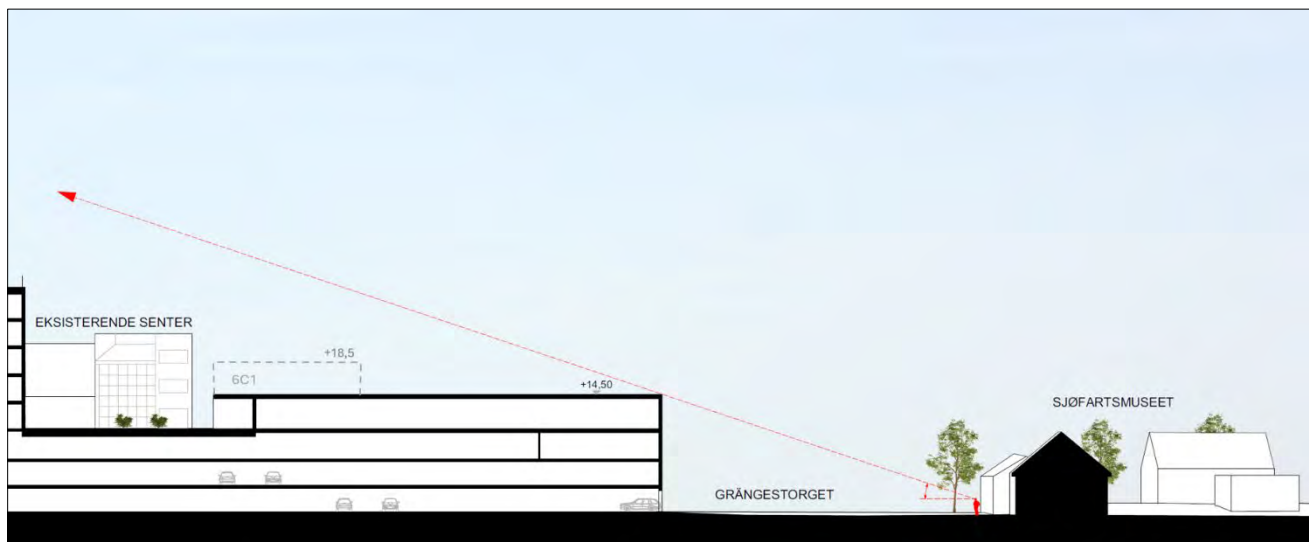 EKSISTERENDE SENTER
+18,5
6C1
+14,50
SJØFARTSMUSEET
GRÄNGESTORGET